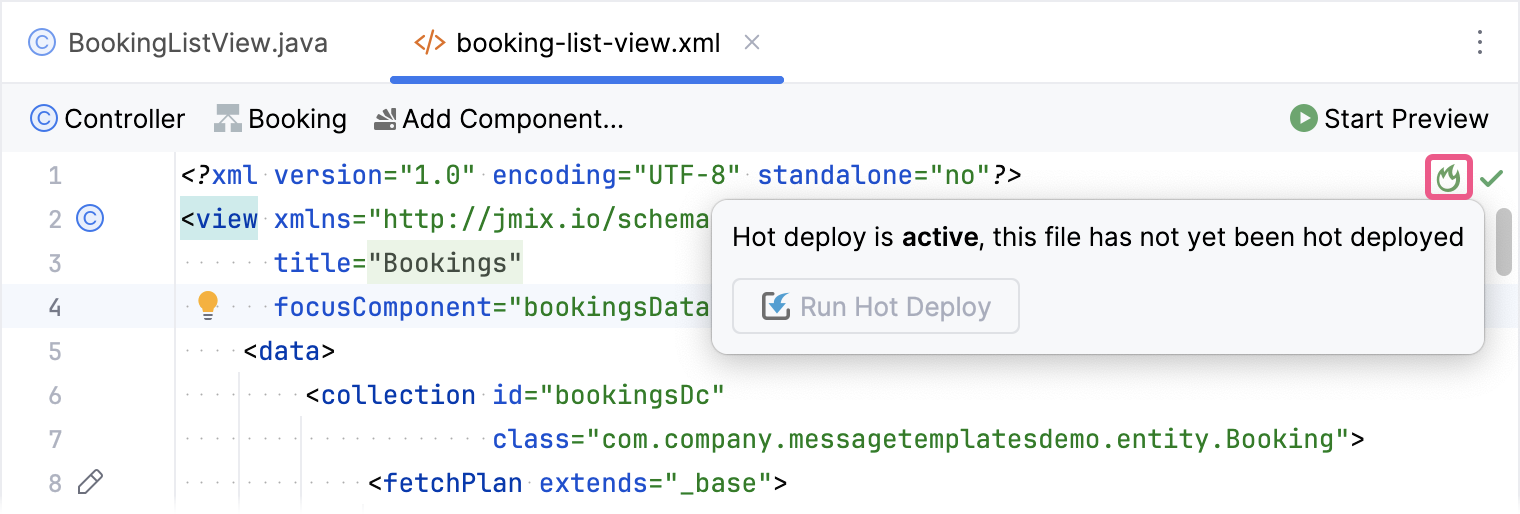 BookingListView.java booking-list-view.xml
Controller Booking Add Component... Start Preview
1 <?xml version="1.0" encoding="UTF-8" standalone="no"?>
2 <view xmlns="http://jmix.io/schema
Hot deploy is active, this file has not yet been hot deployed
3 title="Bookings"
Run Hot Deploy
4 focusComponent="bookingsData
5 <data>
6 <collection id="bookingsDc"
7 class="com.company.messagetemplatesdemo.entity.Booking">
8 <fetchPlan extends="_base">